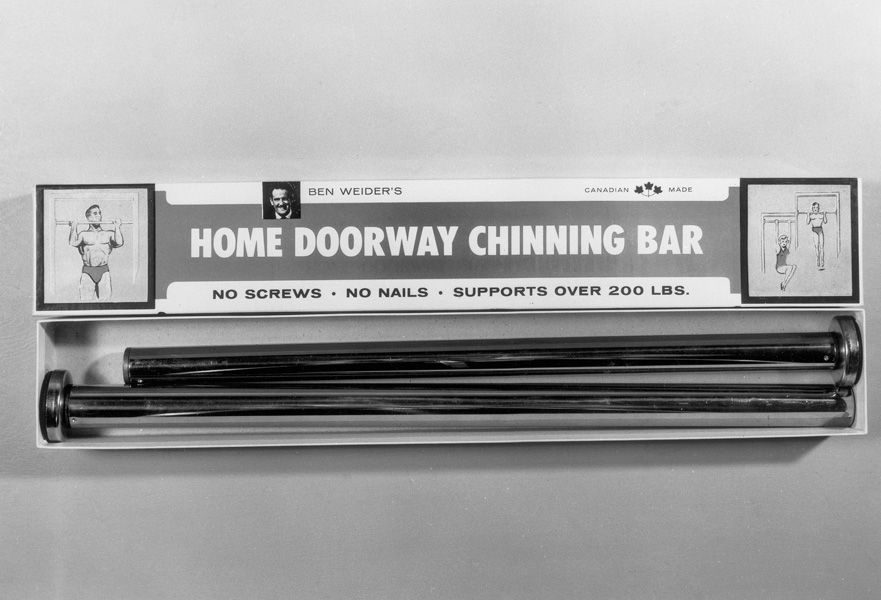 BEN WEIDER'S
CANADIAN MADE
HOME DOORWAY CHINNING BAR
NO SCREWS • NO NAILS • SUPPORTS OVER 200 LBS.